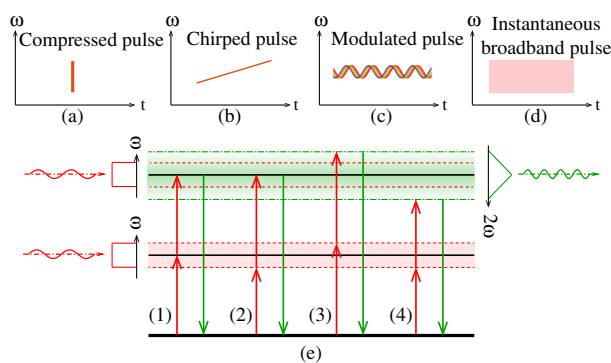 ω
Compressed pulse
t
(a)
ω
Chirped pulse
t
(b)
ω
Modulated pulse
t
(c)
ω
Instantaneous
broadband pulse
t
(d)
ω
ω
2ω
(1)
(2)
(3)
(4)
(e)